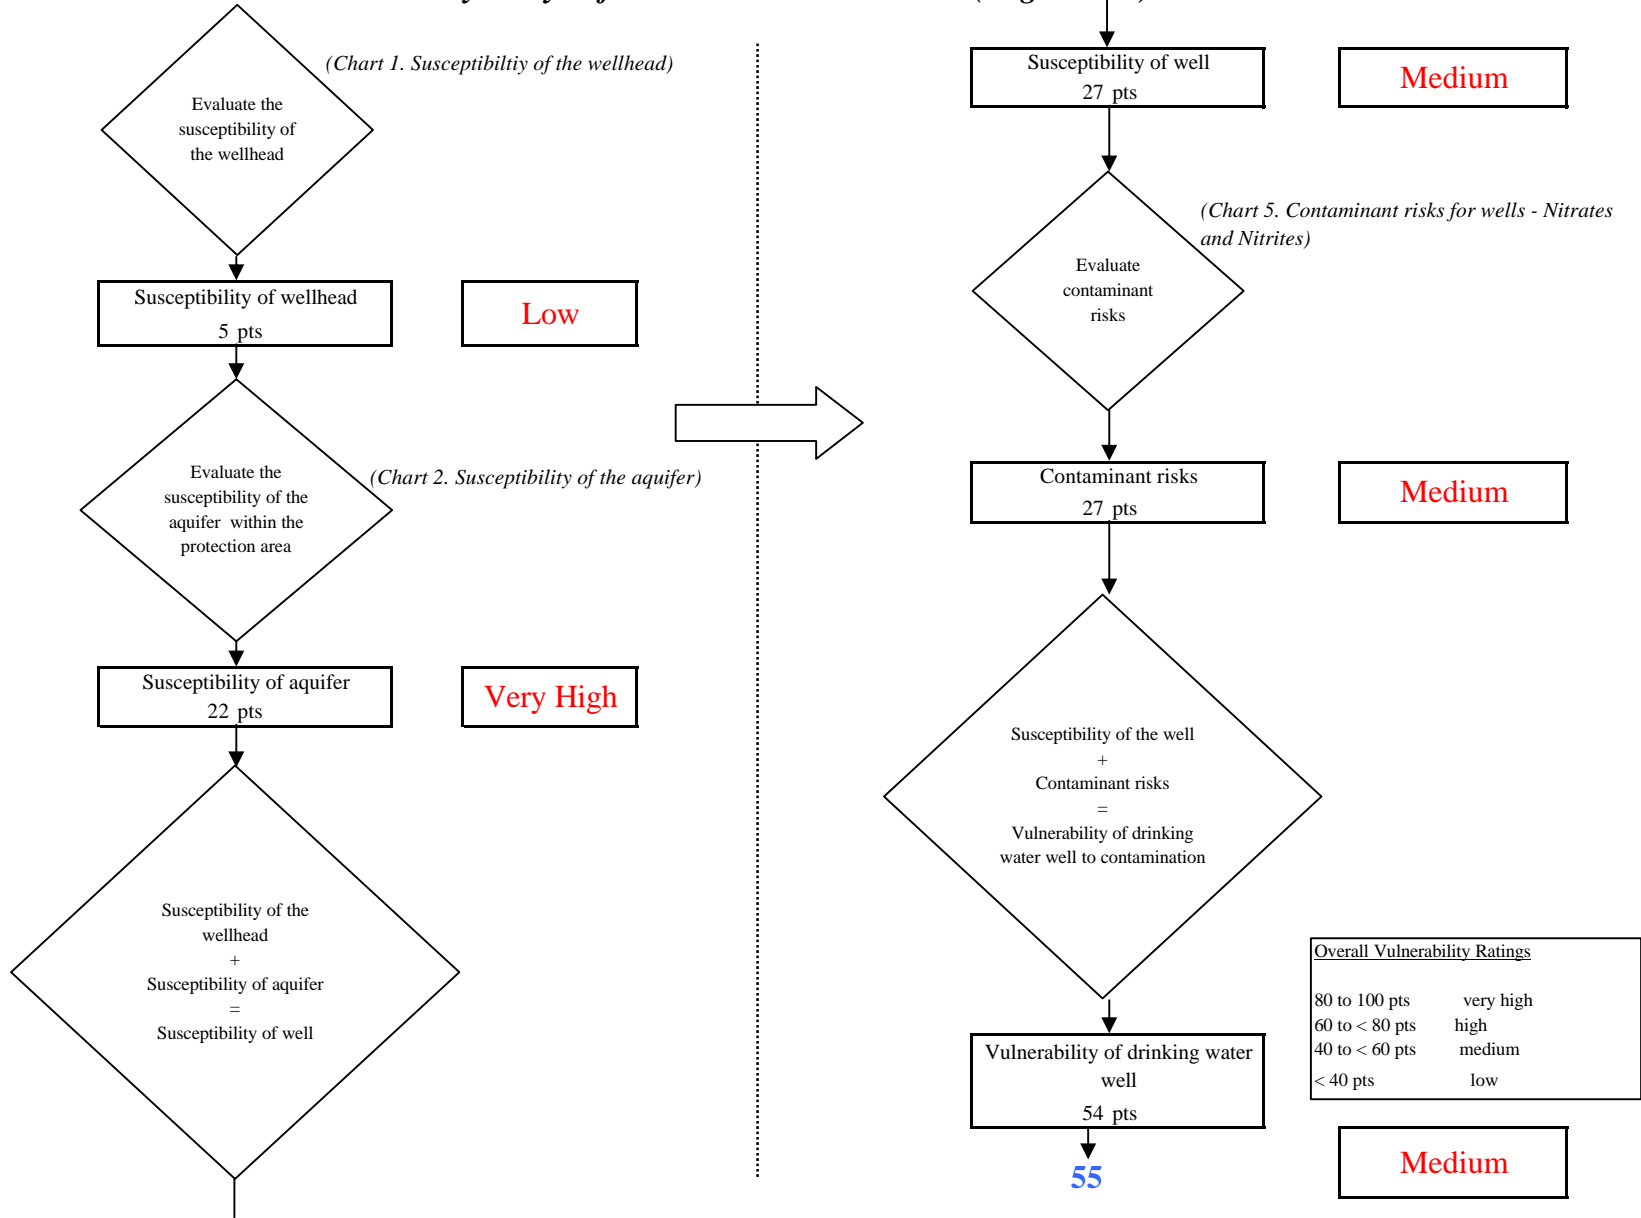 (Chart 1. Susceptibiltiy of the wellhead)
Evaluate the
susceptibility of
the wellhead
Susceptibility of wellhead
5 pts
Low
(Chart 2. Susceptibility of the aquifer)
Evaluate the
susceptibility of the
aquifer within the
protection area
Susceptibility of aquifer
22 pts
Very High
Susceptibility of the
wellhead
+
Susceptibility of aquifer
=
Susceptibility of well
Susceptibility of well
27 pts
Medium
(Chart 5. Contaminant risks for wells - Nitrates
and Nitrites)
Evaluate
contaminant
risks
Contaminant risks
27 pts
Medium
Susceptibility of the well
+
Contaminant risks
=
Vulnerability of drinking
water well to contamination
Overall Vulnerability Ratings
80 to 100 pts very high
60 to < 80 pts high
40 to < 60 pts medium
< 40 pts low
Vulnerability of drinking water
well
54 pts
55
Medium